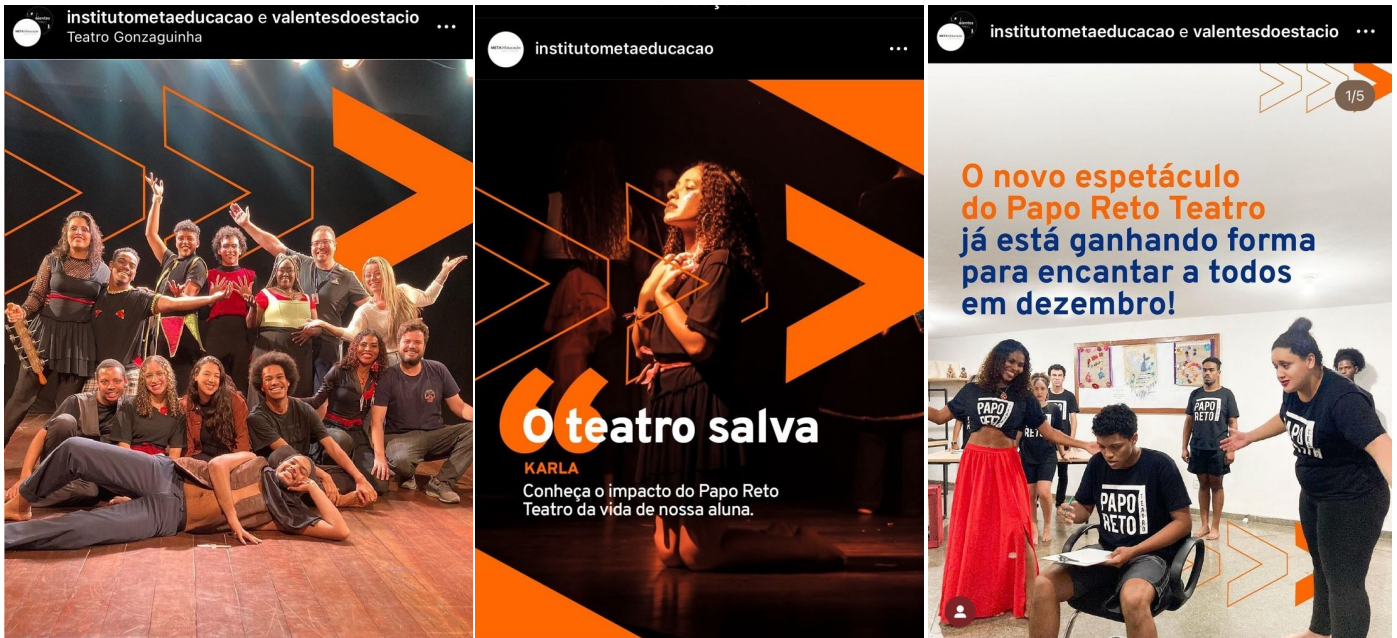 institutometaeducacao e valentesdoestacio
Teatro Gonzaguinha
institutometaeducacao
O teatro salva
KARLA
Conheça o impacto do Papo Reto
Teatro da vida de nossa aluna.
institutometaeducacao e valentesdoestacio
1/5
O novo espetáculo
do Papo Reto Teatro
já está ganhando forma
para encantar a todos
em dezembro!
PAPO
RETO
PAPO
RETO
PAPO
RETO
TEATRO